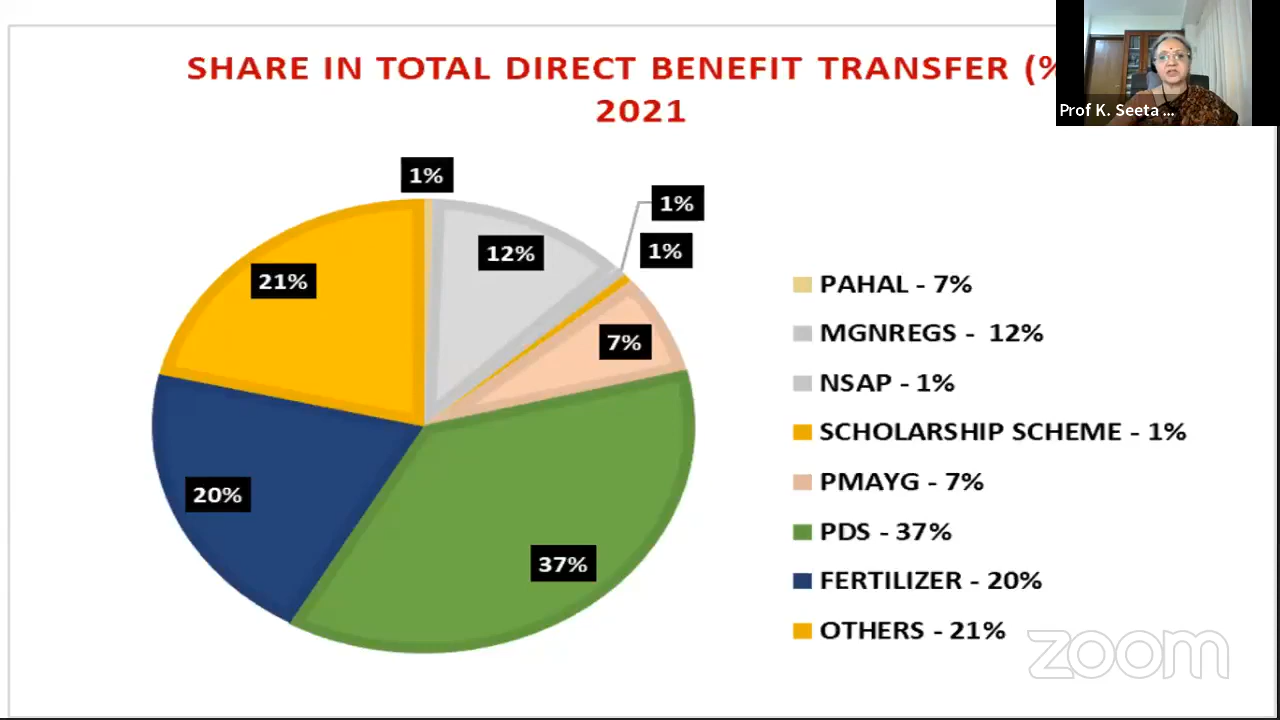 SHARE IN TOTAL DIRECT BENEFIT TRANSFER (%
2021
Prof K. Seeta ...
1%
1%
12%
1%
21%
7%
20%
37%
PAHAL - 7%
MGNREGS - 12%
NSAP - 1%
SCHOLARSHIP SCHEME - 1%
PMAYG - 7%
PDS - 37%
FERTILIZER - 20%
OTHERS - 21%
zoom